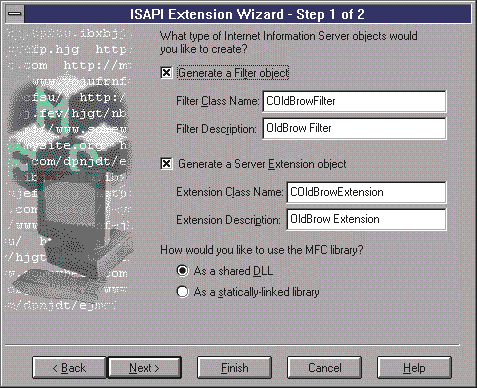 ISAPI Extension Wizard - Step 1 of 2
What type of Internet Information Server objects would
you like to create?
Generate a Filter object
Filter Class Name: COldBrowFilter
Filter Description: OldBrow Filter
Generate a Server Extension object
Extension Class Name: COldBrowExtension
Extension Description: OldBrow Extension
How would you like to use the MFC library?
As a shared DLL
As a statically-linked library
< Back
Next >
Finish
Cancel
Help